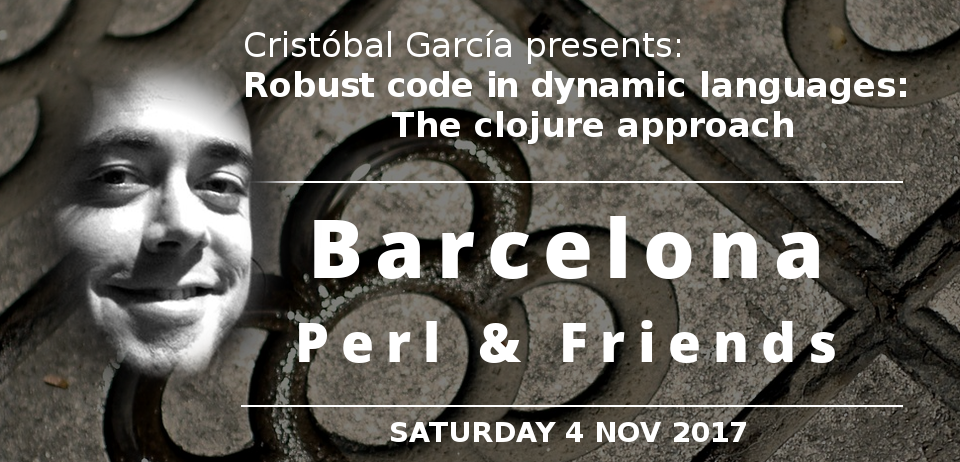 Cristóbal García presents:
Robust code in dynamic languages:
The clojure approach
Barcelona
Perl & Friends
SATURDAY 4 NOV 2017